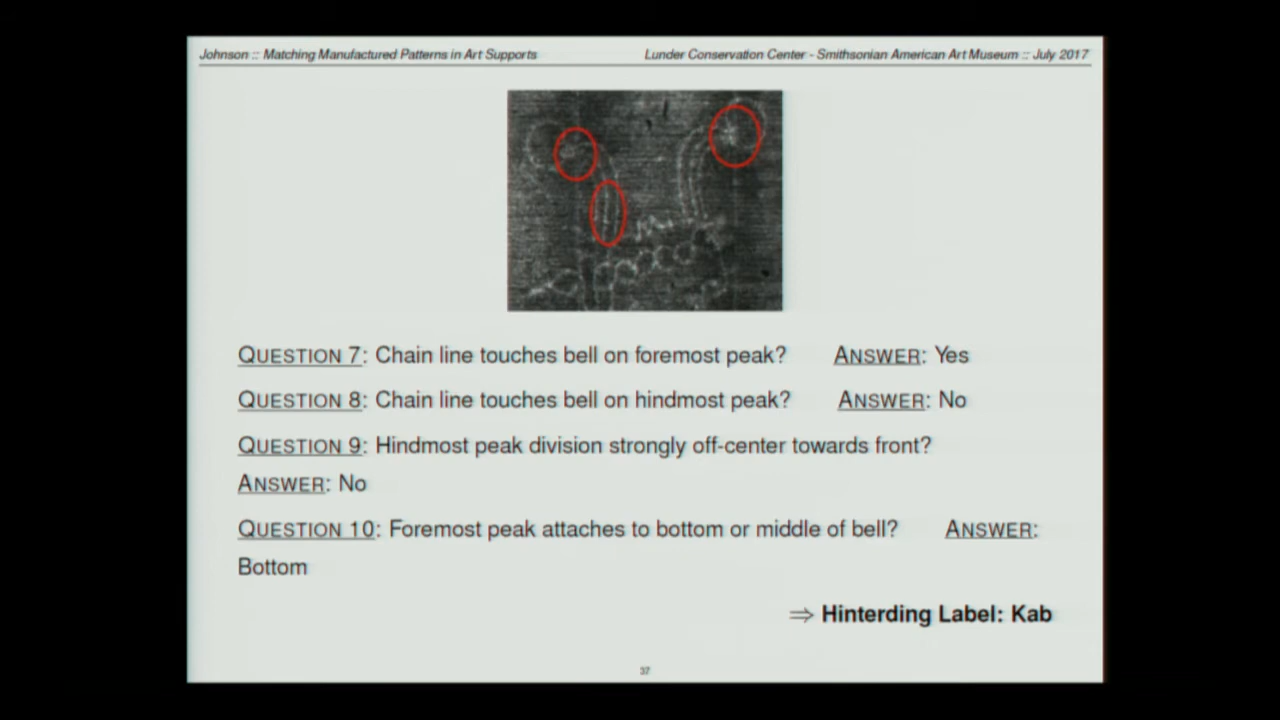 Johnson :: Matching Manufactured Patterns in Art Supports
Lunder Conservation Center - Smithsonian American Art Museum :: July 2017
QUESTION 7: Chain line touches bell on foremost peak? ANSWER: Yes
QUESTION 8: Chain line touches bell on hindmost peak? ANSWER: No
QUESTION 9: Hindmost peak division strongly off-center towards front?
ANSWER: No
QUESTION 10: Foremost peak attaches to bottom or middle of bell? ANSWER:
Bottom
⇒ Hinterding Label: Kab
37